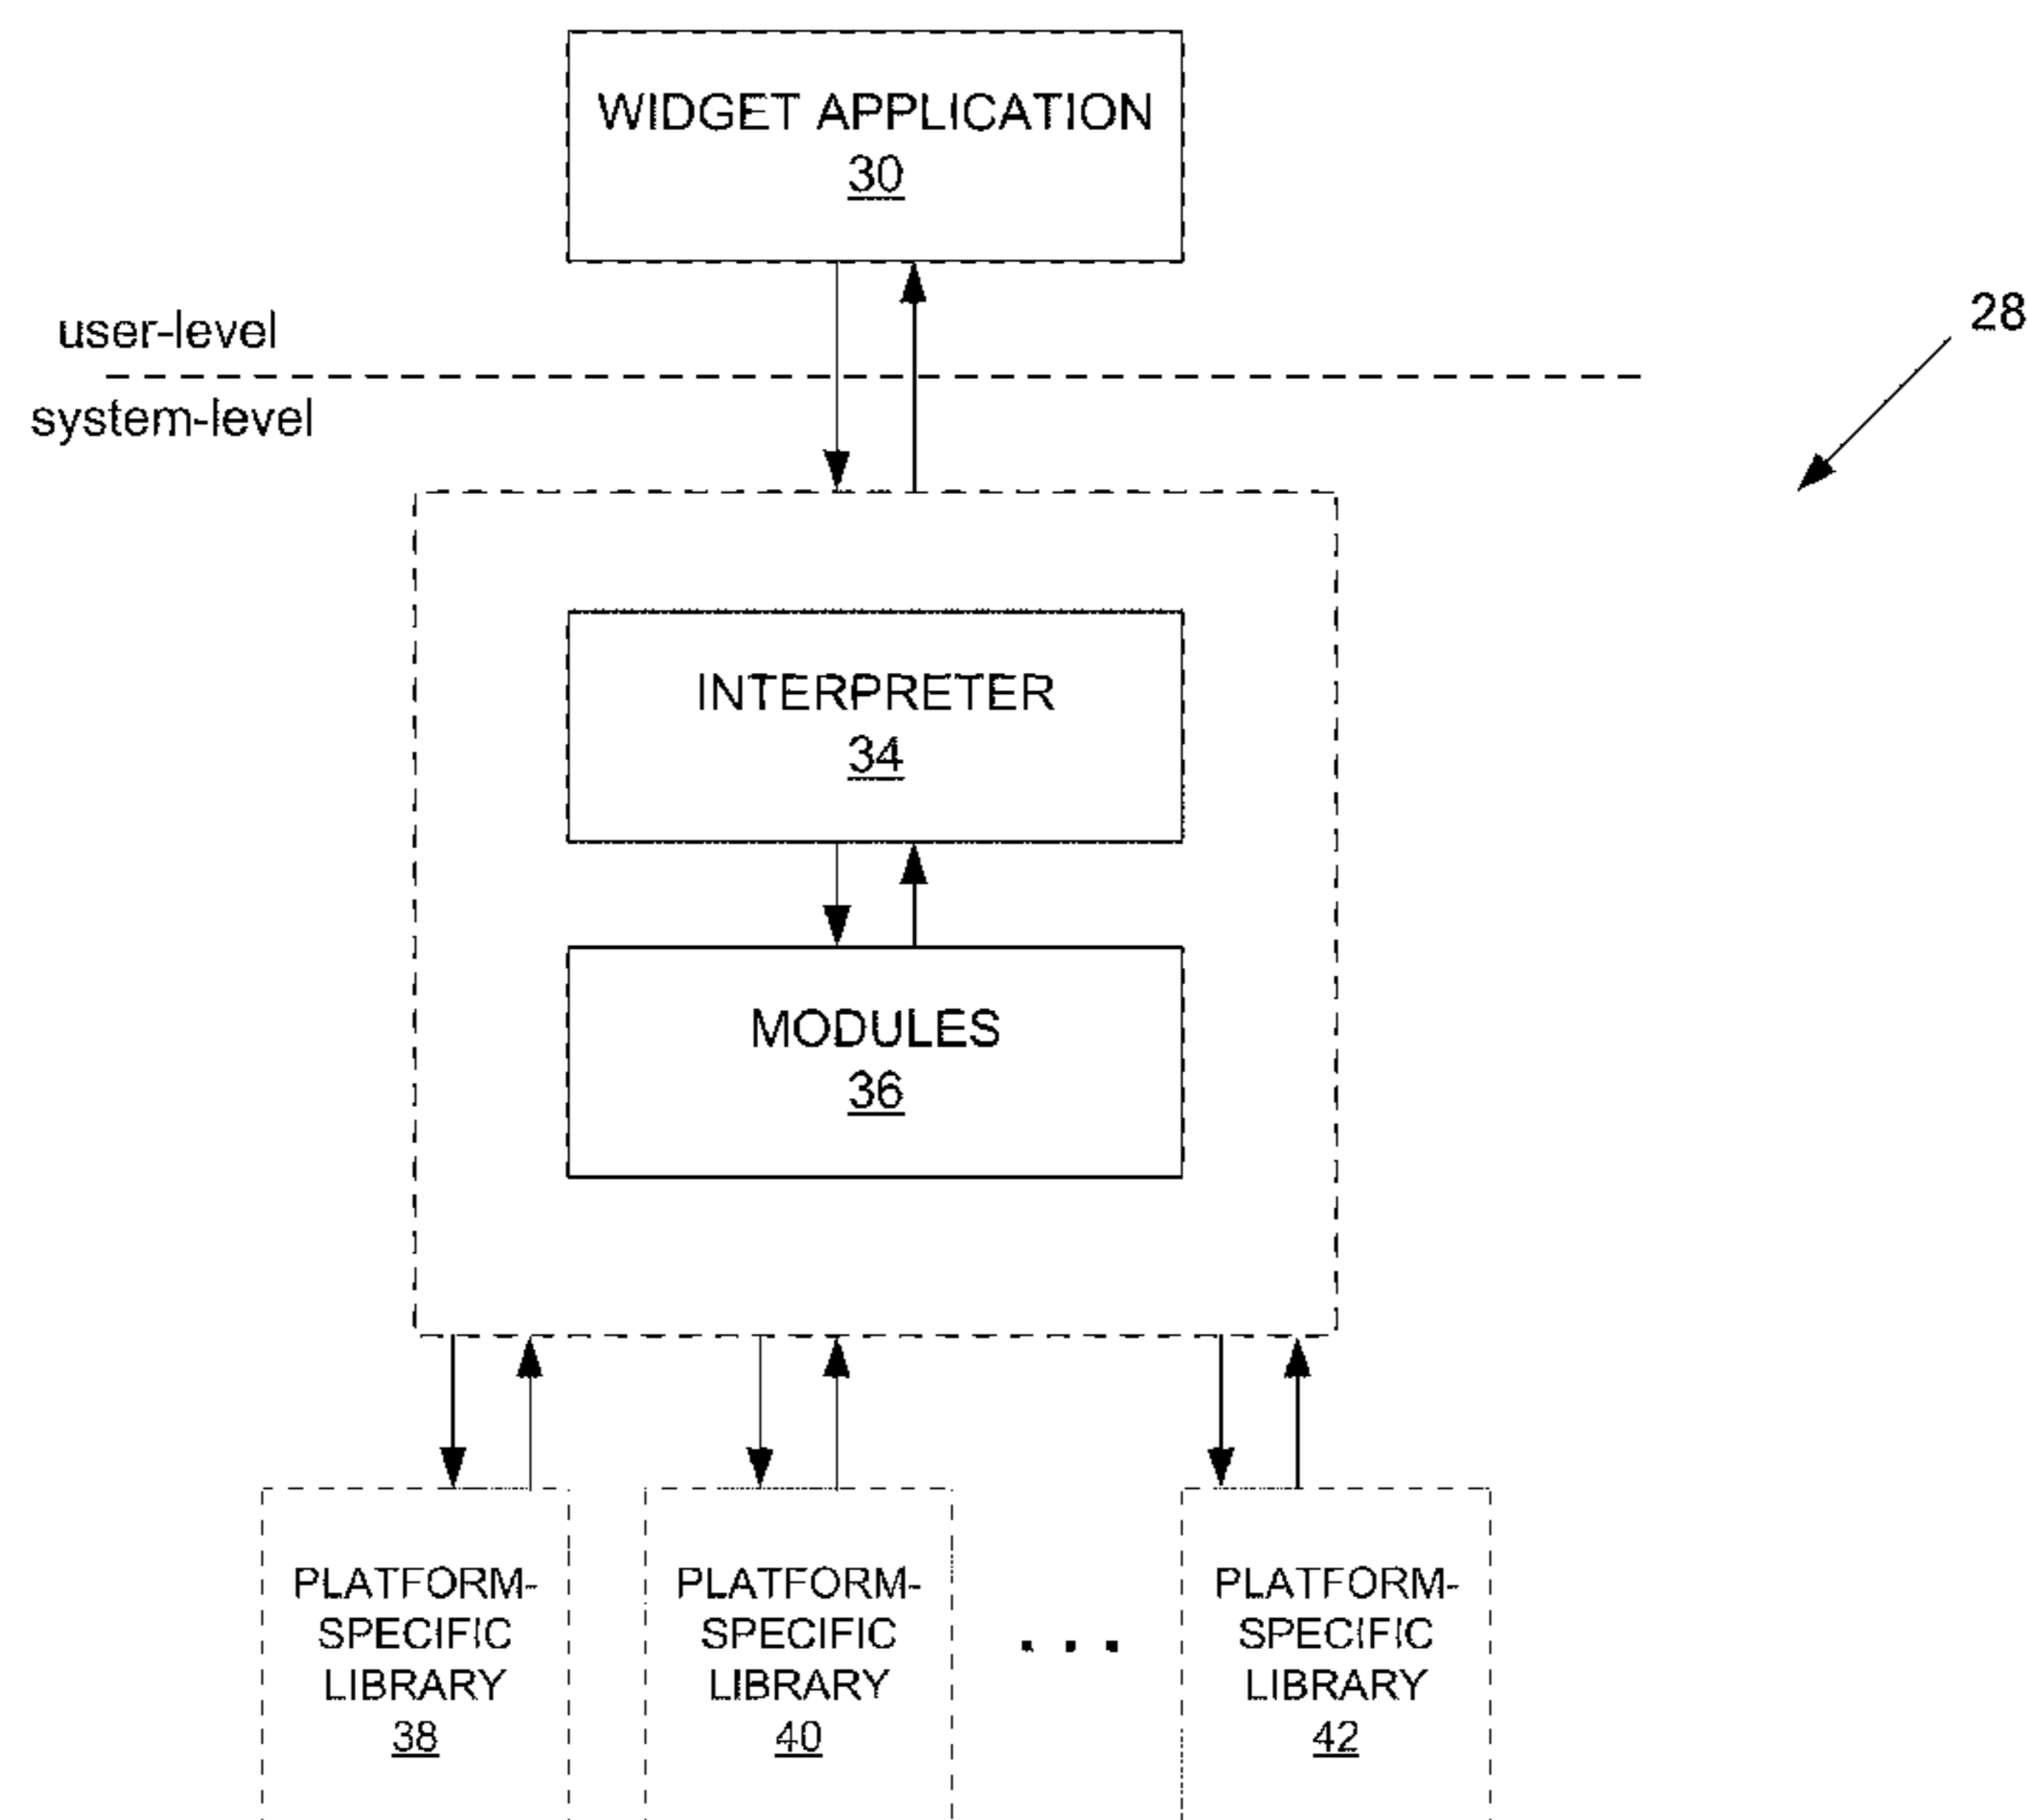 WIDGET APPLICATION
30
user-level
28
system-level
INTERPRETER
34
MODULES
36
PLATFORM-
SPECIFIC
LIBRARY
38
PLATFORM-
SPECIFIC
LIBRARY
40
. . .
PLATFORM-
SPECIFIC
LIBRARY
42